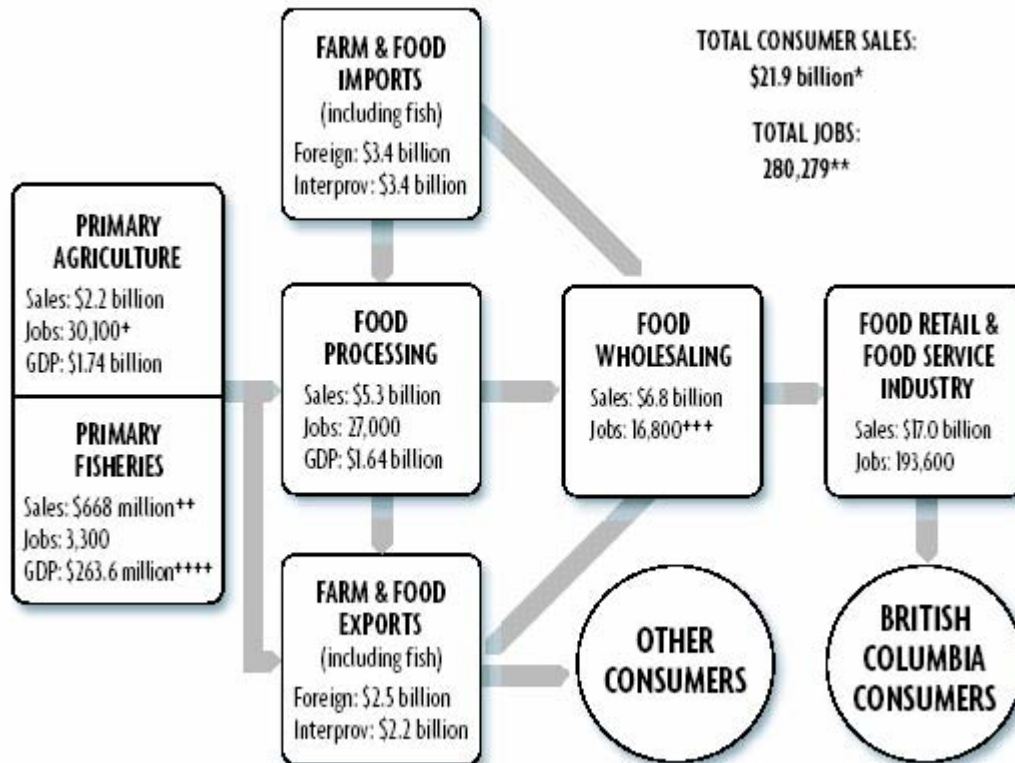 FARM & FOOD
IMPORTS
(including fish)
Foreign: $3.4 billion
Interprov: $3.4 billion
TOTAL CONSUMER SALES:
$21.9 billion*
TOTAL JOBS:
280,279**
PRIMARY
AGRICULTURE
Sales: $2.2 billion
Jobs: 30,100+
GDP: $1.74 billion
PRIMARY
FISHERIES
Sales: $668 million++
Jobs: 3,300
GDP: $263.6 million++++
FOOD
PROCESSING
Sales: $5.3 billion
Jobs: 27,000
GDP: $1.64 billion
FOOD
WHOLESALING
Sales: $6.8 billion
Jobs: 16,800+++
FOOD RETAIL &
FOOD SERVICE
INDUSTRY
Sales: $17.0 billion
Jobs: 193,600
FARM & FOOD
EXPORTS
(including fish)
Foreign: $2.5 billion
Interprov: $2.2 billion
OTHER
CONSUMERS
BRITISH
COLUMBIA
CONSUMERS